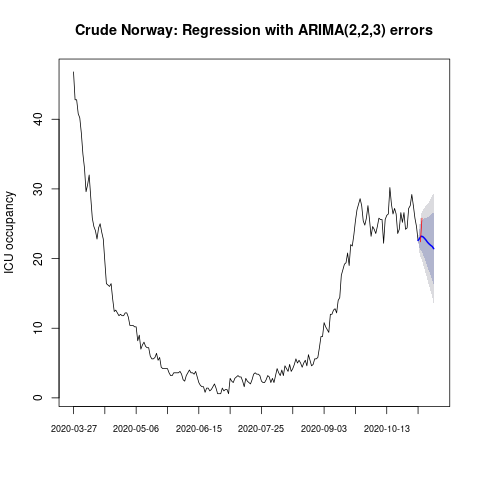 Crude Norway: Regression with ARIMA(2,2,3) errors
ICU occupancy
40
30
20
10
0
2020-03-27 2020-05-06 2020-06-15 2020-07-25 2020-09-03 2020-10-13